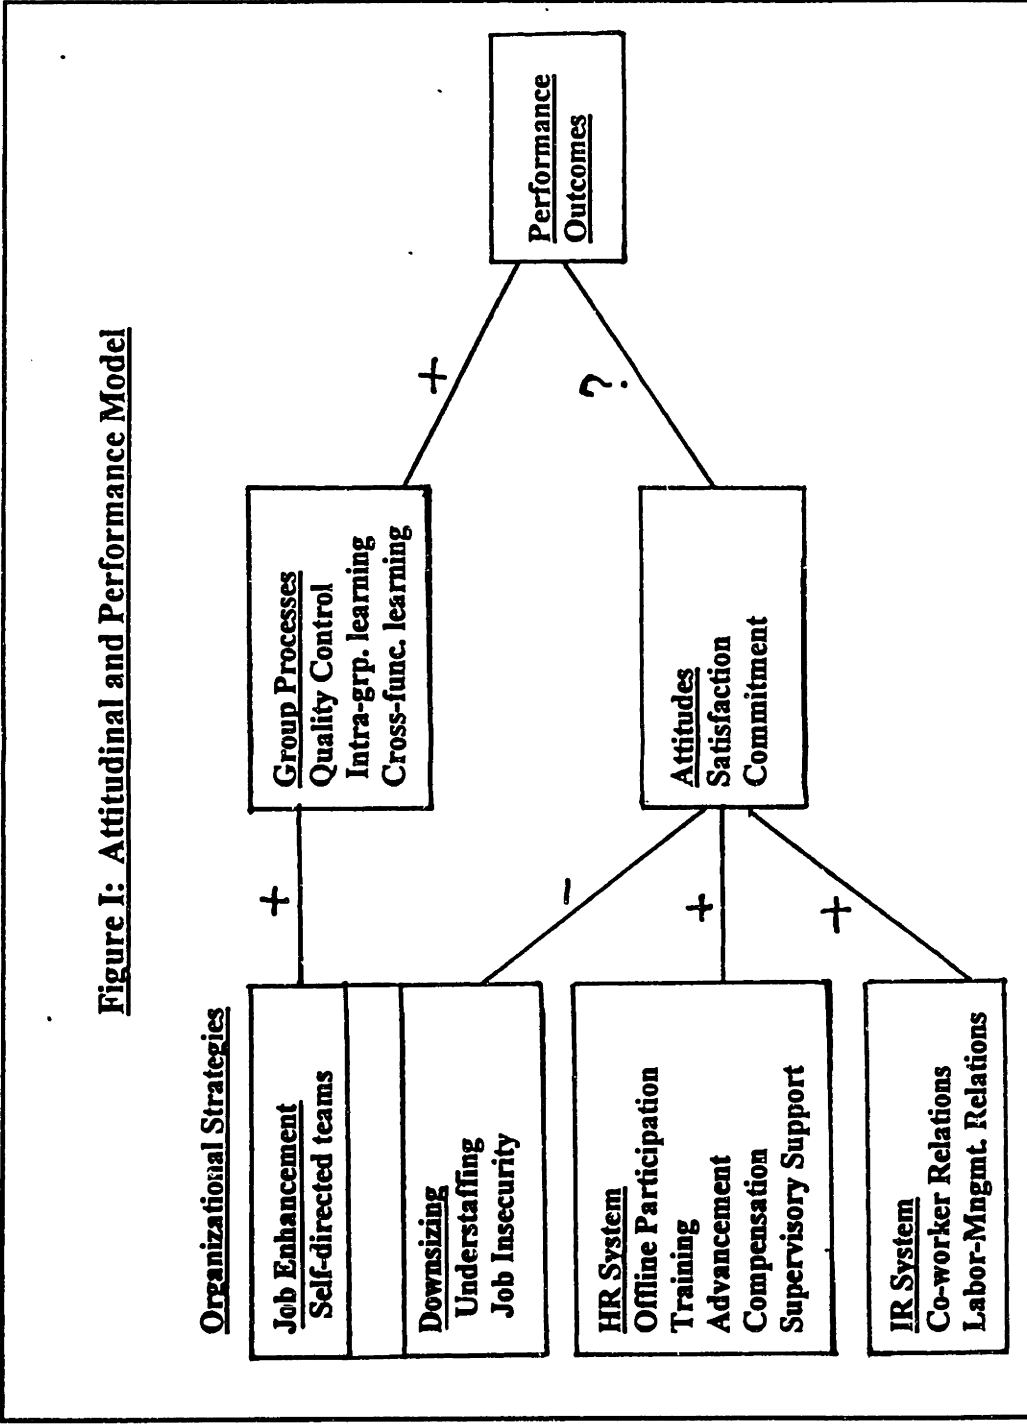 Figure I: Attitudinal and Performance Model
Organizational Strategies
Job Enhancement
Self-directed teams
Downsizing
Understaffing
Job Insecurity
HR System
Offline Participation
Training
Advancement
Compensation
Supervisory Support
IR System
Co-worker Relations
Labor-Mngmt. Relations
+
-
+
+
Group Processes
Quality Control
Intra-grp. learning
Cross-func. learning
Attitudes
Satisfaction
Commitment
+
?
Performance
Outcomes